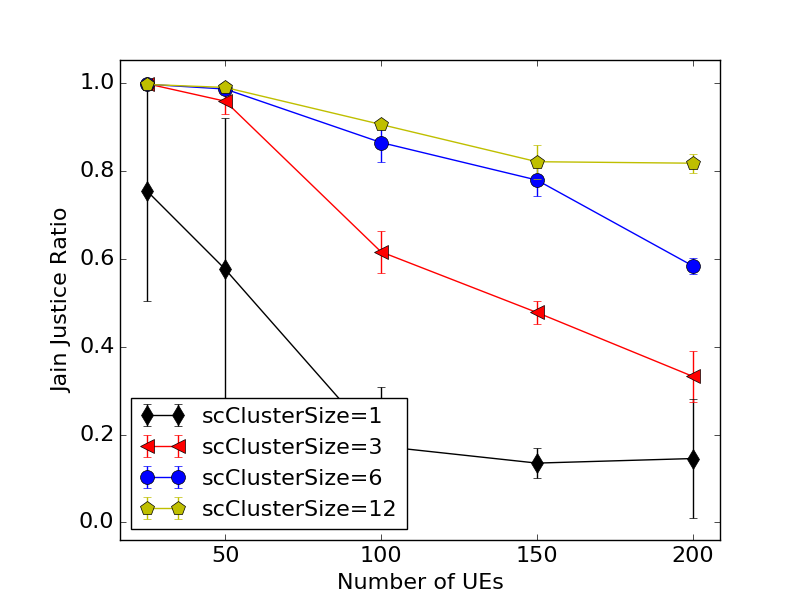 1.0
0.8
0.6
0.4
0.2
0.0
Jain Justice Ratio
scClusterSize=1
scClusterSize=3
scClusterSize=6
scClusterSize=12
50 100 150 200
Number of UEs